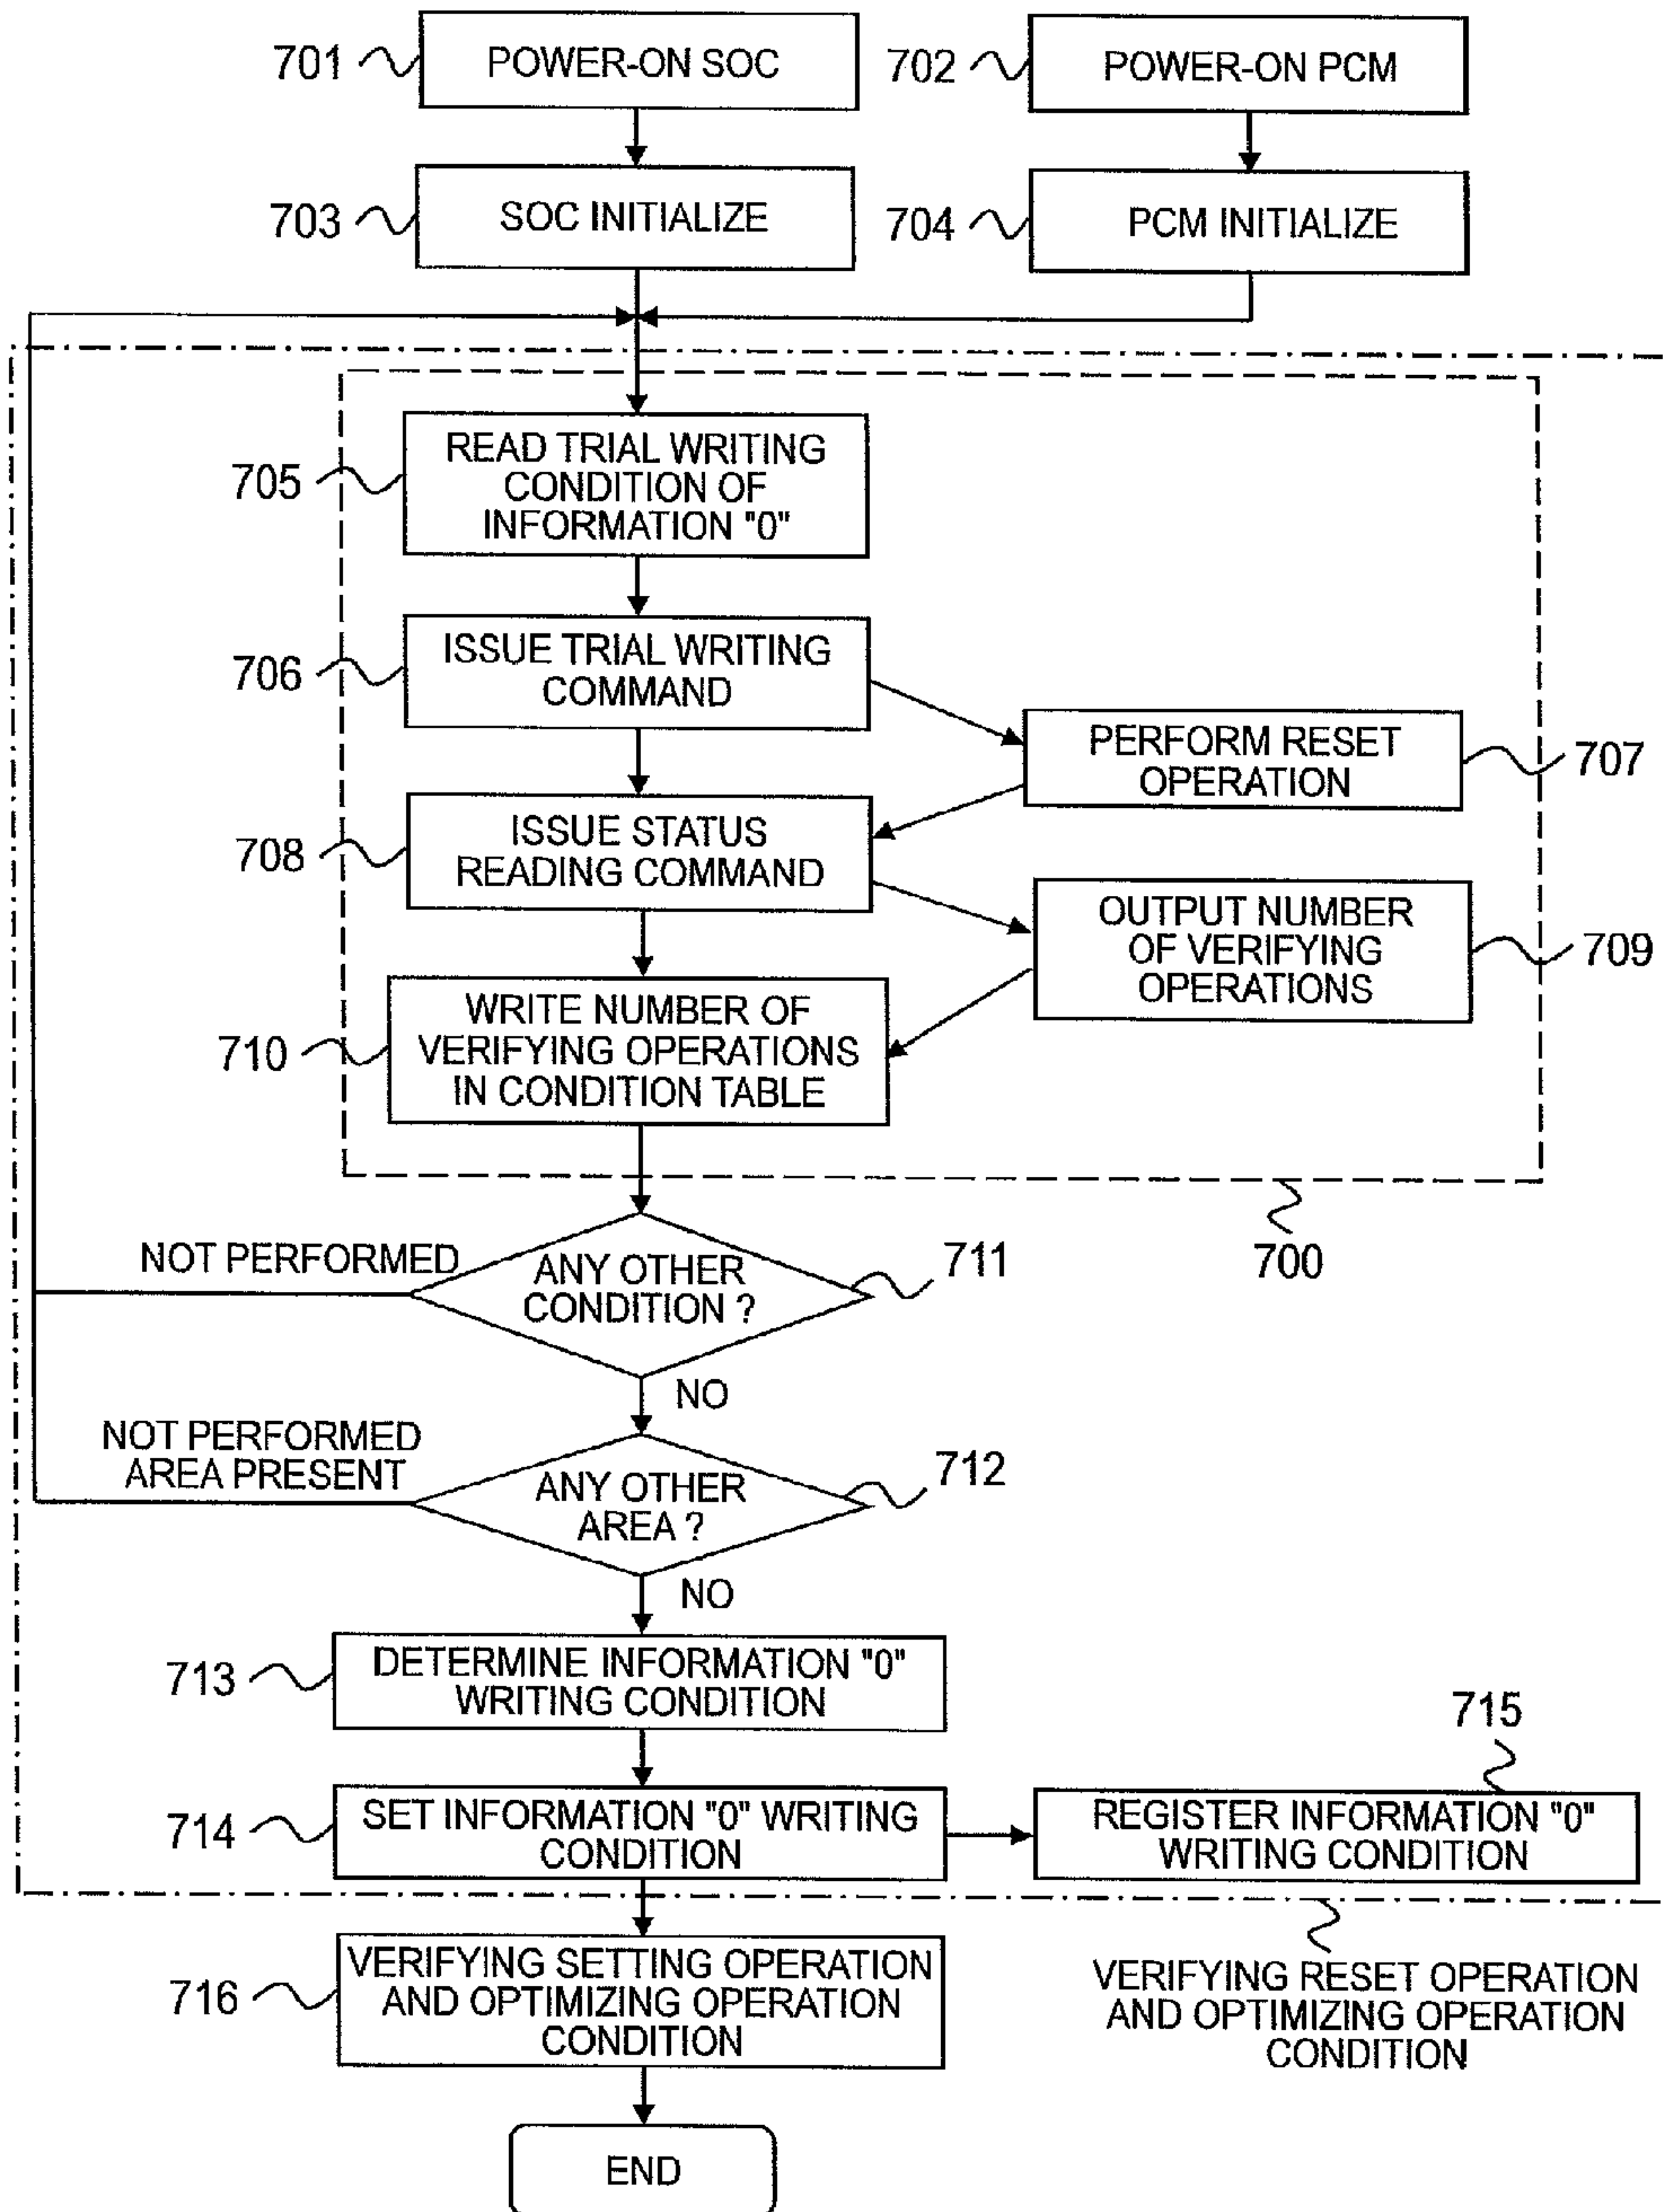 701
POWER-ON SOC
702
POWER-ON PCM
703
SOC INITIALIZE
704
PCM INITIALIZE
705
READ TRIAL WRITING
CONDITION OF
INFORMATION "0"
706
ISSUE TRIAL WRITING
COMMAND
PERFORM RESET
OPERATION
707
708
ISSUE STATUS
READING COMMAND
OUTPUT NUMBER
OF VERIFYING
OPERATIONS
709
710
WRITE NUMBER OF
VERIFYING OPERATIONS
IN CONDITION TABLE
700
NOT PERFORMED
ANY OTHER
CONDITION ?
711
NO
NOT PERFORMED
AREA PRESENT
ANY OTHER
AREA ?
712
NO
713
DETERMINE INFORMATION "0"
WRITING CONDITION
714
SET INFORMATION "0" WRITING
CONDITION
715
REGISTER INFORMATION "0"
WRITING CONDITION
716
VERIFYING SETTING OPERATION
AND OPTIMIZING OPERATION
CONDITION
VERIFYING RESET OPERATION
AND OPTIMIZING OPERATION
CONDITION
END